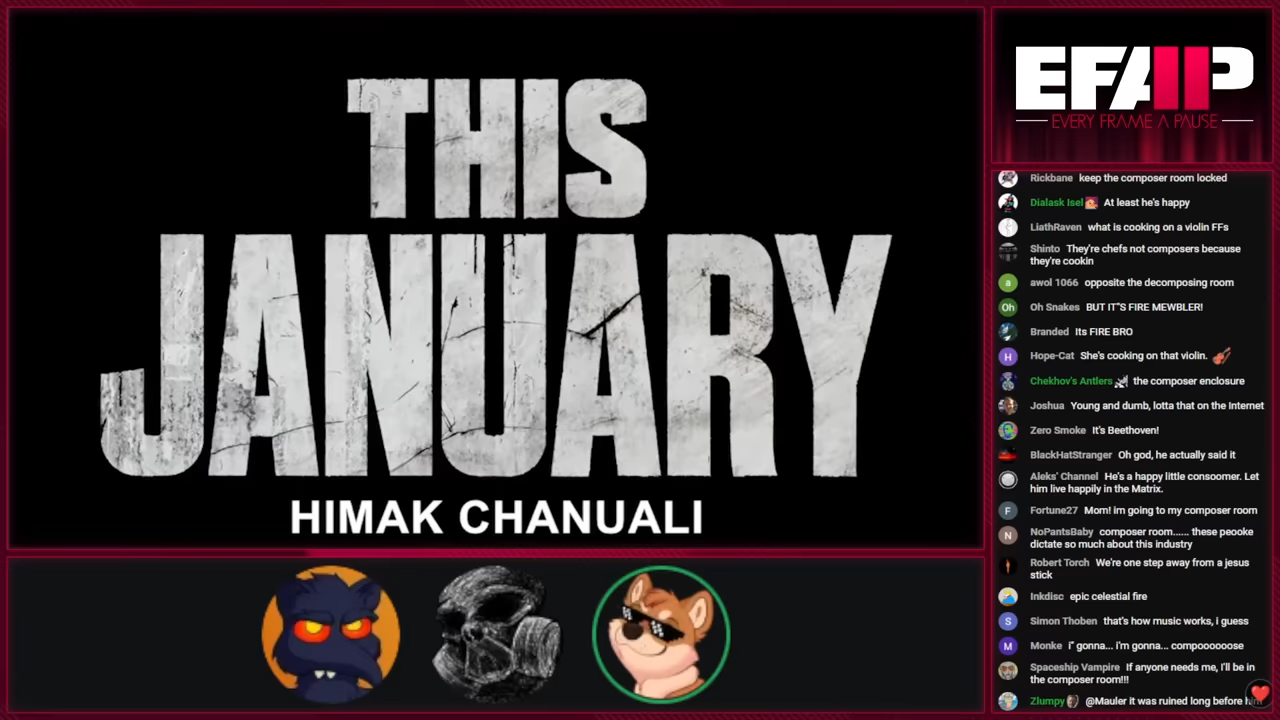 THIS
JANUARY
HIMAK CHANUALI
EFAP
EVERY FRAME A PAUSE
Rickbane keep the composer room locked
Dialask Isel At least he's happy
LiathRaven what is cooking on a violin FFs
Shinto They're chefs not composers because
they're cookin
a
awol 1066 opposite the decomposing room
Oh
Oh Snakes BUT IT"S FIRE MEWBLER!
Branded Its FIRE BRO
H
Hope-Cat She's cooking on that violin.
Chekhov's Antlers the composer enclosure
Joshua Young and dumb, lotta that on the Internet
Zero Smoke It's Beethoven!
BlackHatStranger Oh god, he actually said it
Aleks' Channel He's a happy little consoomer. Let
him live happily in the Matrix.
F
Fortune27 Mom! im going to my composer room
N
NoPantsBaby composer room...... these peooke
dictate so much about this industry
Robert Torch We're one step away from a jesus
stick
Inkdisc epic celestial fire
S
Simon Thoben that's how music works, i guess
M
Monke i" gonna... i'm gonna... compooooooose
Spaceship Vampire If anyone needs me, I'll be in
the composer room!!!
Zlumpy @Mauler it was ruined long before